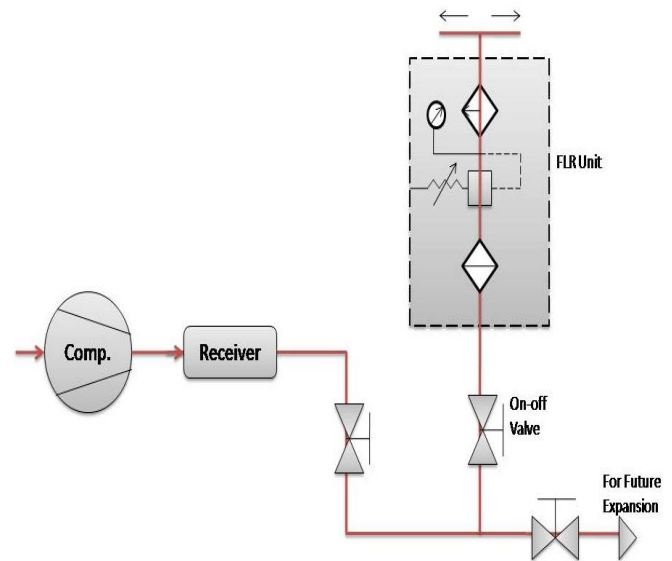 FLR Unit
Comp.
Receiver
On-off
Valve
For Future
Expansion